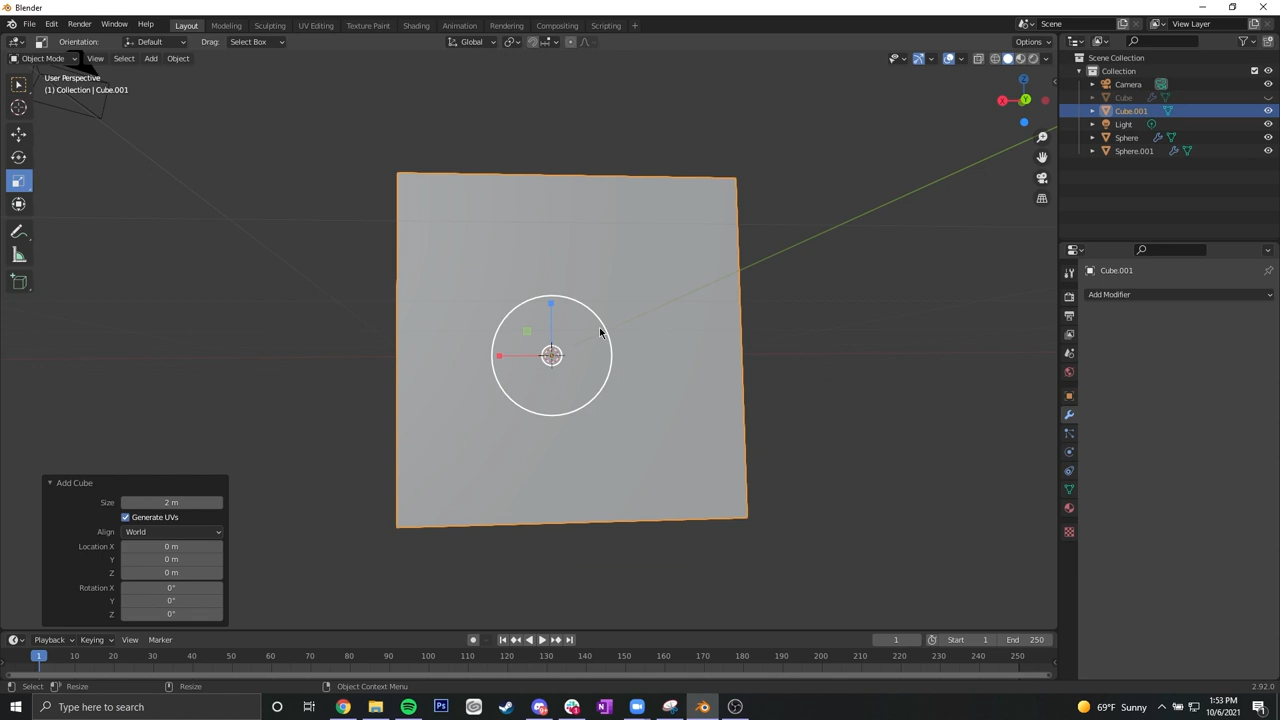 Blender
File Edit Render Window Help Layout Modeling Sculpting UV Editing Texture Paint Shading Animation Rendering Compositing Scripting + Scene View Layer
Orientation: Default Drag: Select Box Global Options
Object Mode View Select Add Object
User Perspective
(1) Collection | Cube.001
Z
X Y
Scene Collection
Collection
Camera
Cube
Cube.001
Light
Sphere
Sphere.001
Cube.001
Add Modifier
Add Cube
Size 2 m
Generate UVs
Align World
Location X 0 m
Y 0 m
Z 0 m
Rotation X 0°
Y 0°
Z 0°
Playback Keying View Marker 1 Start 1 End 250
1 10 20 30 40 50 60 70 80 90 100 110 120 130 140 150 160 170 180 190 200 210 220 230 240 250
Select Resize Resize Object Context Menu 2.92.0
Type here to search Ps 69°F Sunny 1:53 PM
10/6/2021